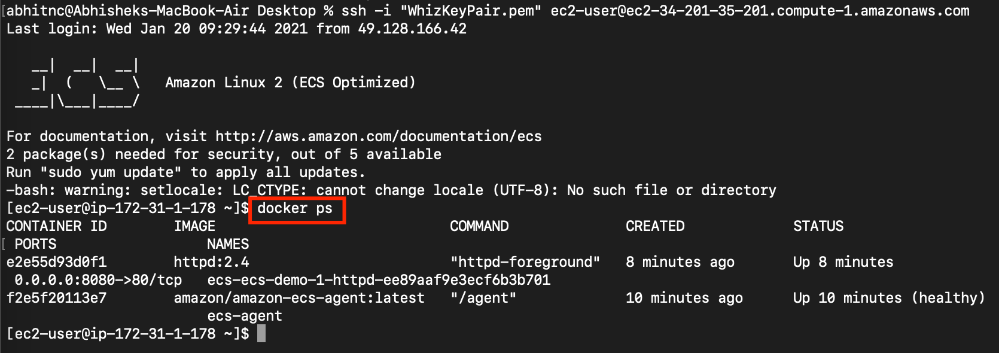 [abhitnc@Abhisheks-MacBook-Air Desktop % ssh -i "WhizKeyPair.pem" ec2-user@ec2-34-201-35-201.compute-1.amazonaws.com
Last login: Wed Jan 20 09:29:44 2021 from 49.128.166.42
__|  __|  __|
_|  (   \__ \   Amazon Linux 2 (ECS Optimized)
____|\___|____/
For documentation, visit http://aws.amazon.com/documentation/ecs
2 package(s) needed for security, out of 5 available
Run "sudo yum update" to apply all updates.
-bash: warning: setlocale: LC_CTYPE: cannot change locale (UTF-8): No such file or directory
[ec2-user@ip-172-31-1-178 ~]$ docker ps
CONTAINER ID        IMAGE                            COMMAND              CREATED             STATUS
[ PORTS                  NAMES
e2e55d93d0f1        httpd:2.4                        "httpd-foreground"   8 minutes ago       Up 8 minutes
0.0.0.0:8080->80/tcp   ecs-ecs-demo-1-httpd-ee89aaf9e3ecf6b3b701
f2e5f20113e7        amazon/amazon-ecs-agent:latest   "/agent"             10 minutes ago      Up 10 minutes (healthy)
ecs-agent
[ec2-user@ip-172-31-1-178 ~]$